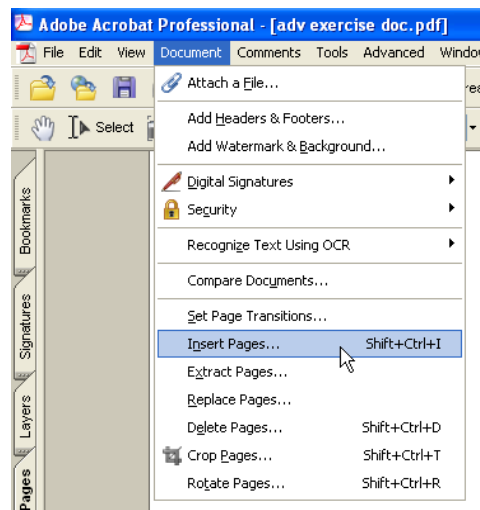 Adobe Acrobat Professional - [adv exercise doc.pdf]
File Edit View Document Comments Tools Advanced
Attach a File...
Select
Add Headers & Footers...
Add Watermark & Background...
Digital Signatures
Security
Recognize Text Using OCR
Compare Documents...
Set Page Transitions...
Insert Pages... Shift+Ctrl+I
Extract Pages...
Replace Pages...
Delete Pages... Shift+Ctrl+D
Crop Pages... Shift+Ctrl+T
Rotate Pages... Shift+Ctrl+R
Bookmarks
Signatures
Layers
Pages